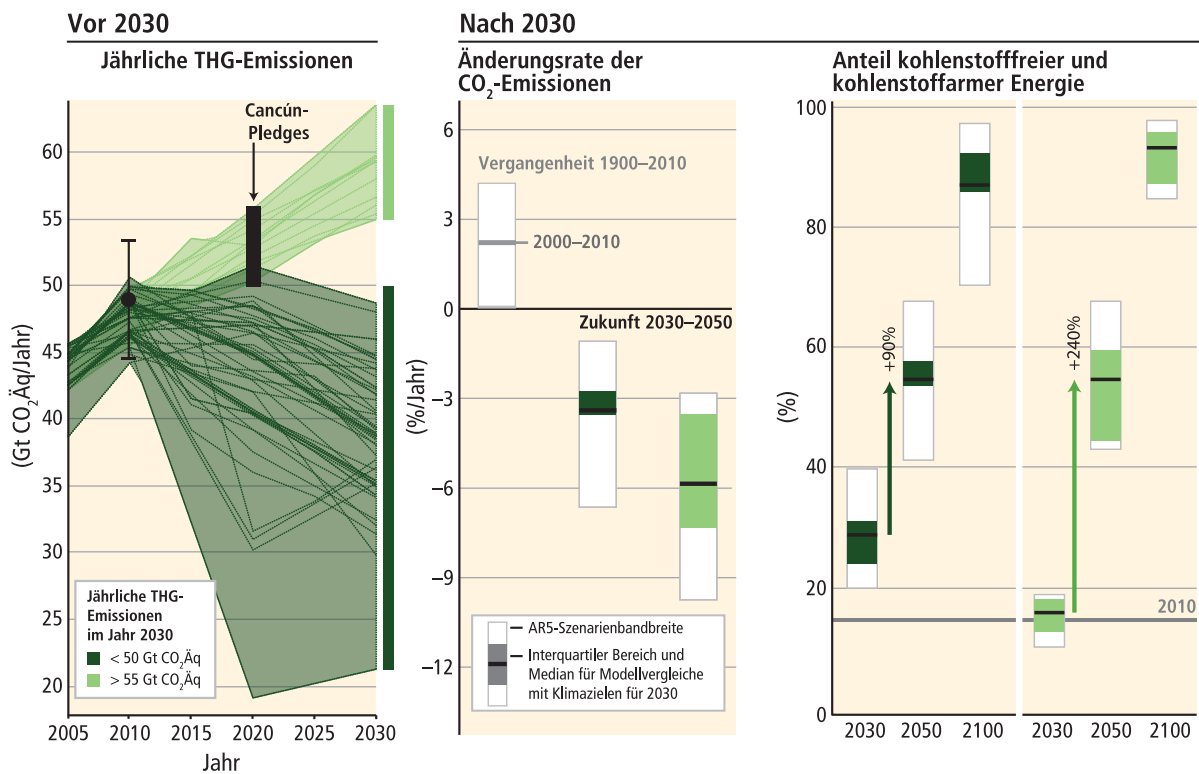 Vor 2030
Jährliche THG-Emissionen
(Gt CO₂Äq/Jahr)
60
55
50
45
40
35
30
25
20
Cancún-
Pledges
Jährliche THG-
Emissionen
im Jahr 2030
< 50 Gt CO₂Äq
> 55 Gt CO₂Äq
2005 2010 2015 2020 2025 2030
Jahr
Nach 2030
Änderungsrate der
CO₂-Emissionen
(%/Jahr)
6
3
0
−3
−6
−9
−12
Vergangenheit 1900–2010
2000–2010
Zukunft 2030–2050
AR5-Szenarienbandbreite
Interquartiler Bereich und
Median für Modellvergleiche
mit Klimazielen für 2030
Anteil kohlenstofffreier und
kohlenstoffarmer Energie
(%)
100
80
60
40
20
0
+90%
+240%
2010
2030 2050 2100 2030 2050 2100